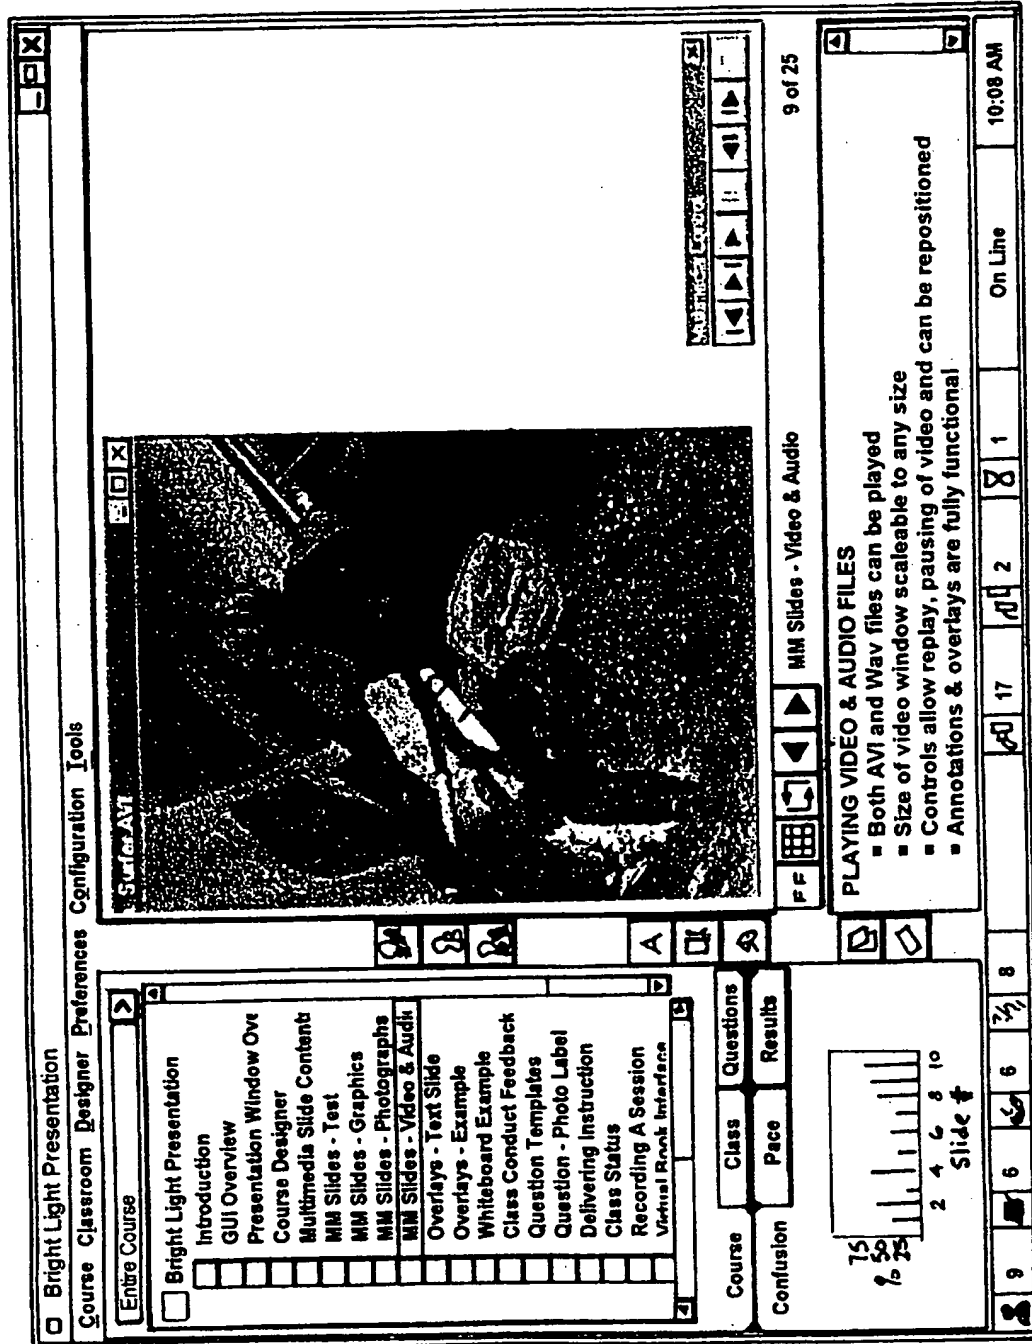 Bright Light Presentation
Course Classroom Designer Preferences Configuration Tools
Entire Course
Bright Light Presentation
Introduction
GUI Overview
Presentation Window Ove
Course Designer
Multimedia Slide Contents
MM Slides - Test
MM Slides - Graphics
MM Slides - Photographs
MM Slides - Video & Audio
Overlays - Text Slide
Overlays - Example
Whiteboard Example
Class Conduct Feedback
Question Templates
Question - Photo Label
Delivering Instruction
Class Status
Recording A Session
Virtual Book Interface
Course Class Questions
Confusion Pace Results
75
% 50
25
2 4 6 8 10
Slide #
A
Surfer AVI
FF
MM Slides - Video & Audio
9 of 25
PLAYING VIDEO & AUDIO FILES
▪ Both AVI and Wav files can be played
▪ Size of video window scaleable to any size
▪ Controls allow replay, pausing of video and can be repositioned
▪ Annotations & overlays are fully functional
9 6 6 8 17 2 1 On Line 10:08 AM